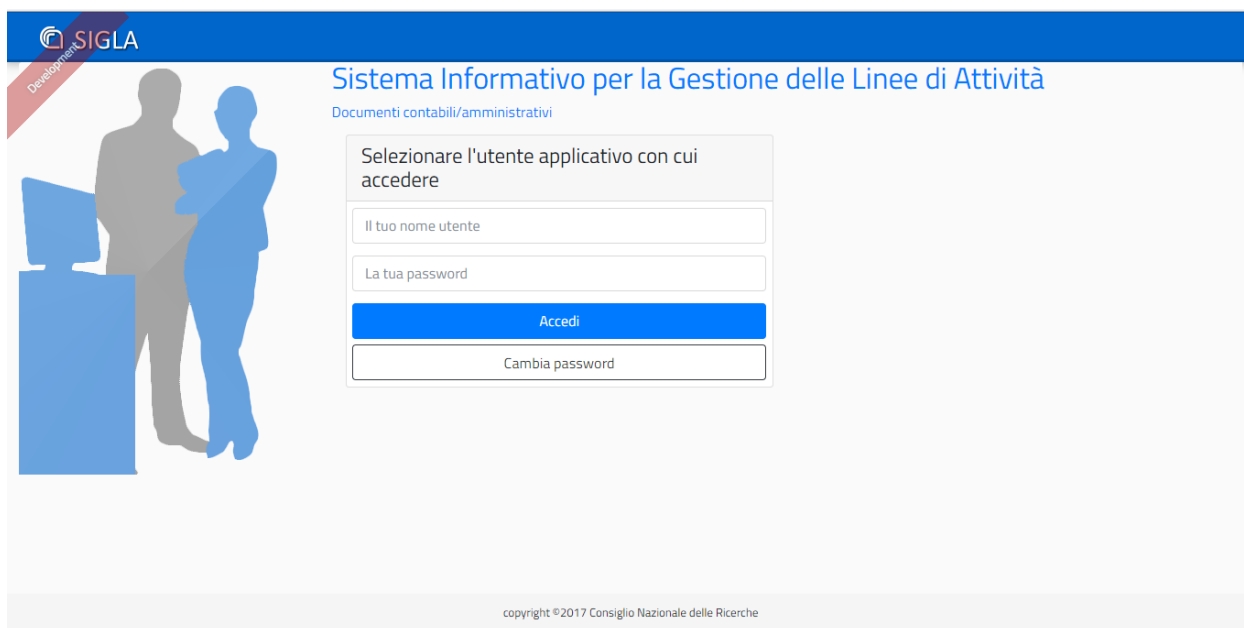 SIGLA
Development
Sistema Informativo per la Gestione delle Linee di Attività
Documenti contabili/amministrativi
Selezionare l'utente applicativo con cui
accedere
Il tuo nome utente
La tua password
Accedi
Cambia password
copyright ©2017 Consiglio Nazionale delle Ricerche